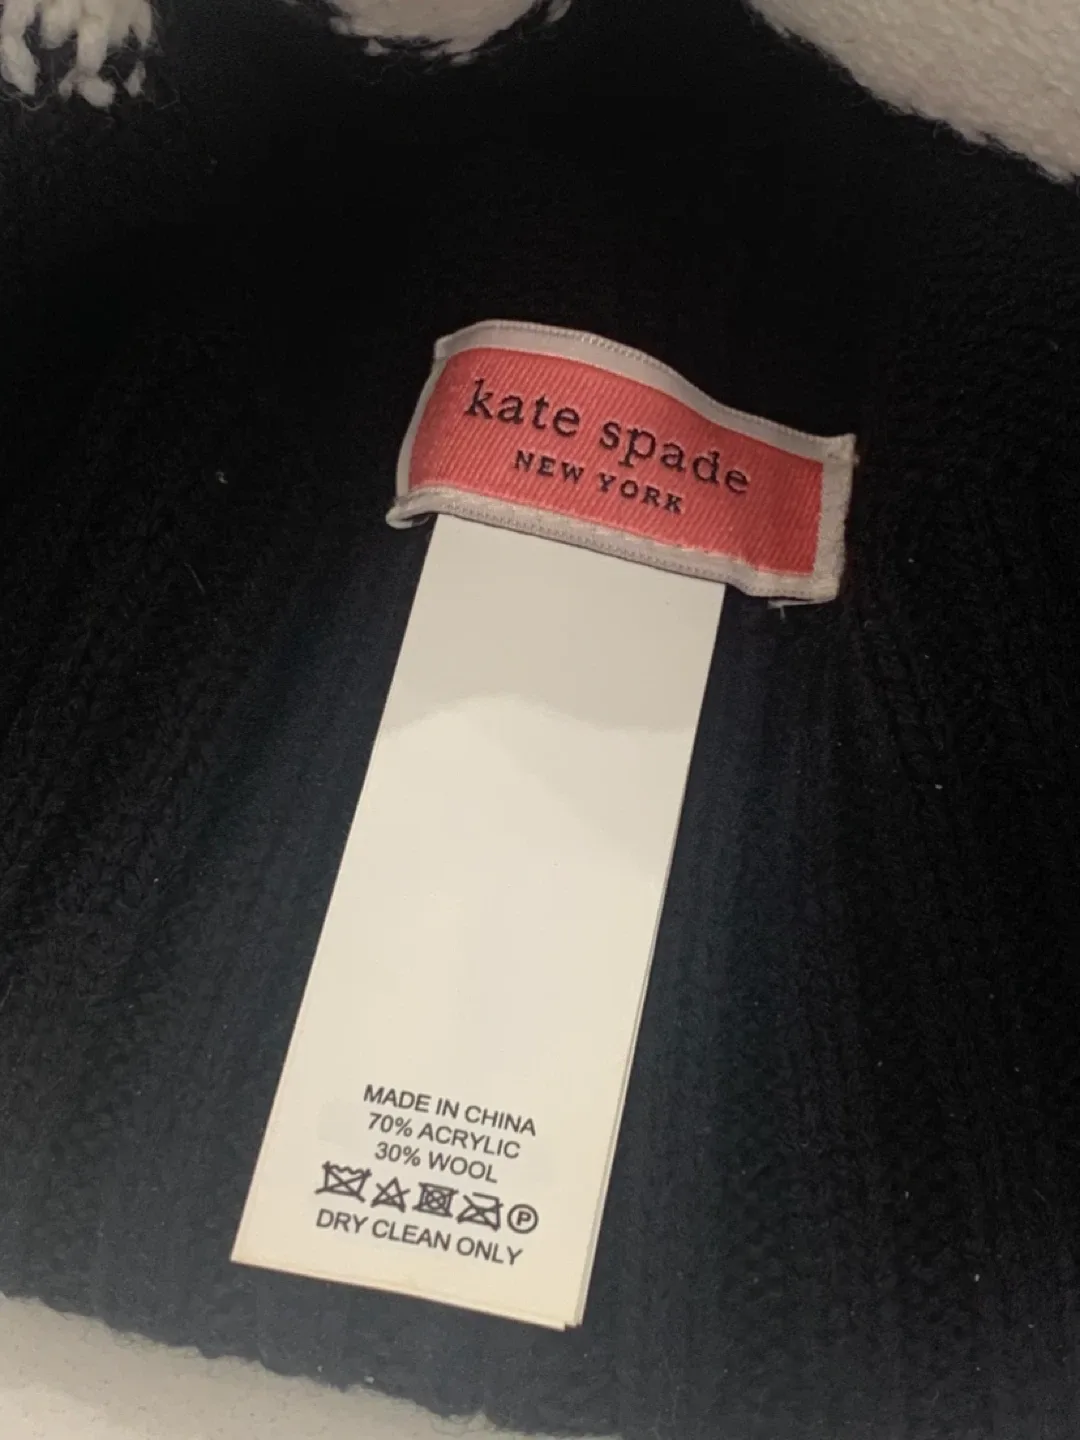 kate spade
NEW YORK
MADE IN CHINA
70% ACRYLIC
30% WOOL
P
DRY CLEAN ONLY